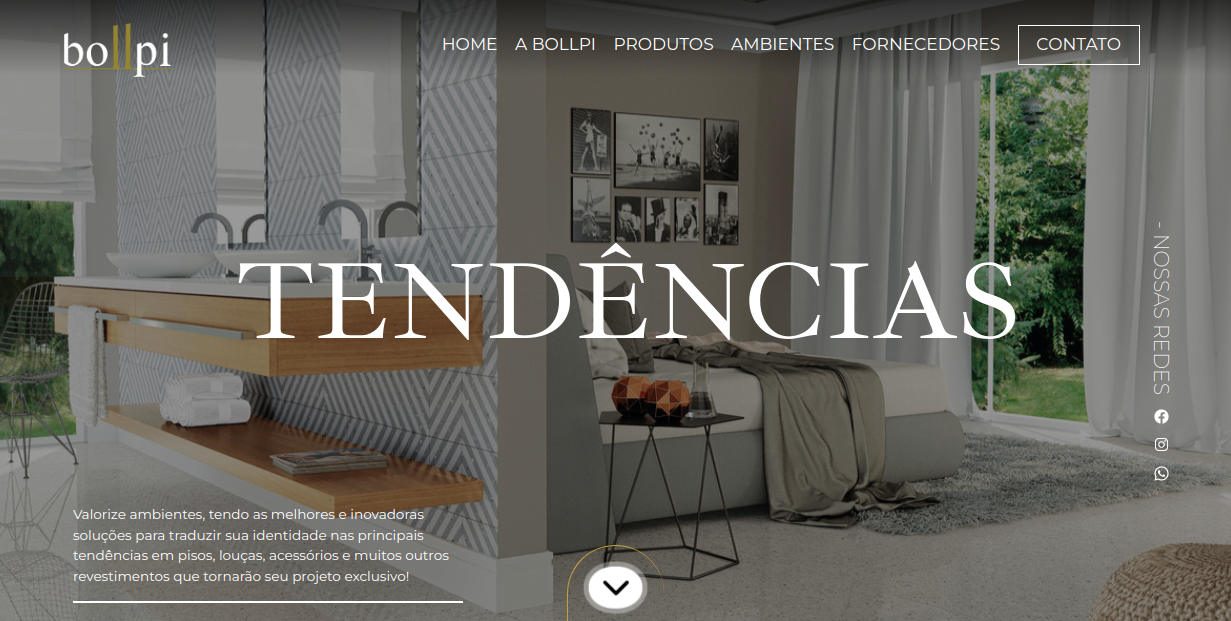 bollpi
HOME A BOLLPI PRODUTOS AMBIENTES FORNECEDORES CONTATO
TENDÊNCIAS
- NOSSAS REDES
Valorize ambientes, tendo as melhores e inovadoras
soluções para traduzir sua identidade nas principais
tendências em pisos, louças, acessórios e muitos outros
revestimentos que tornarão seu projeto exclusivo!